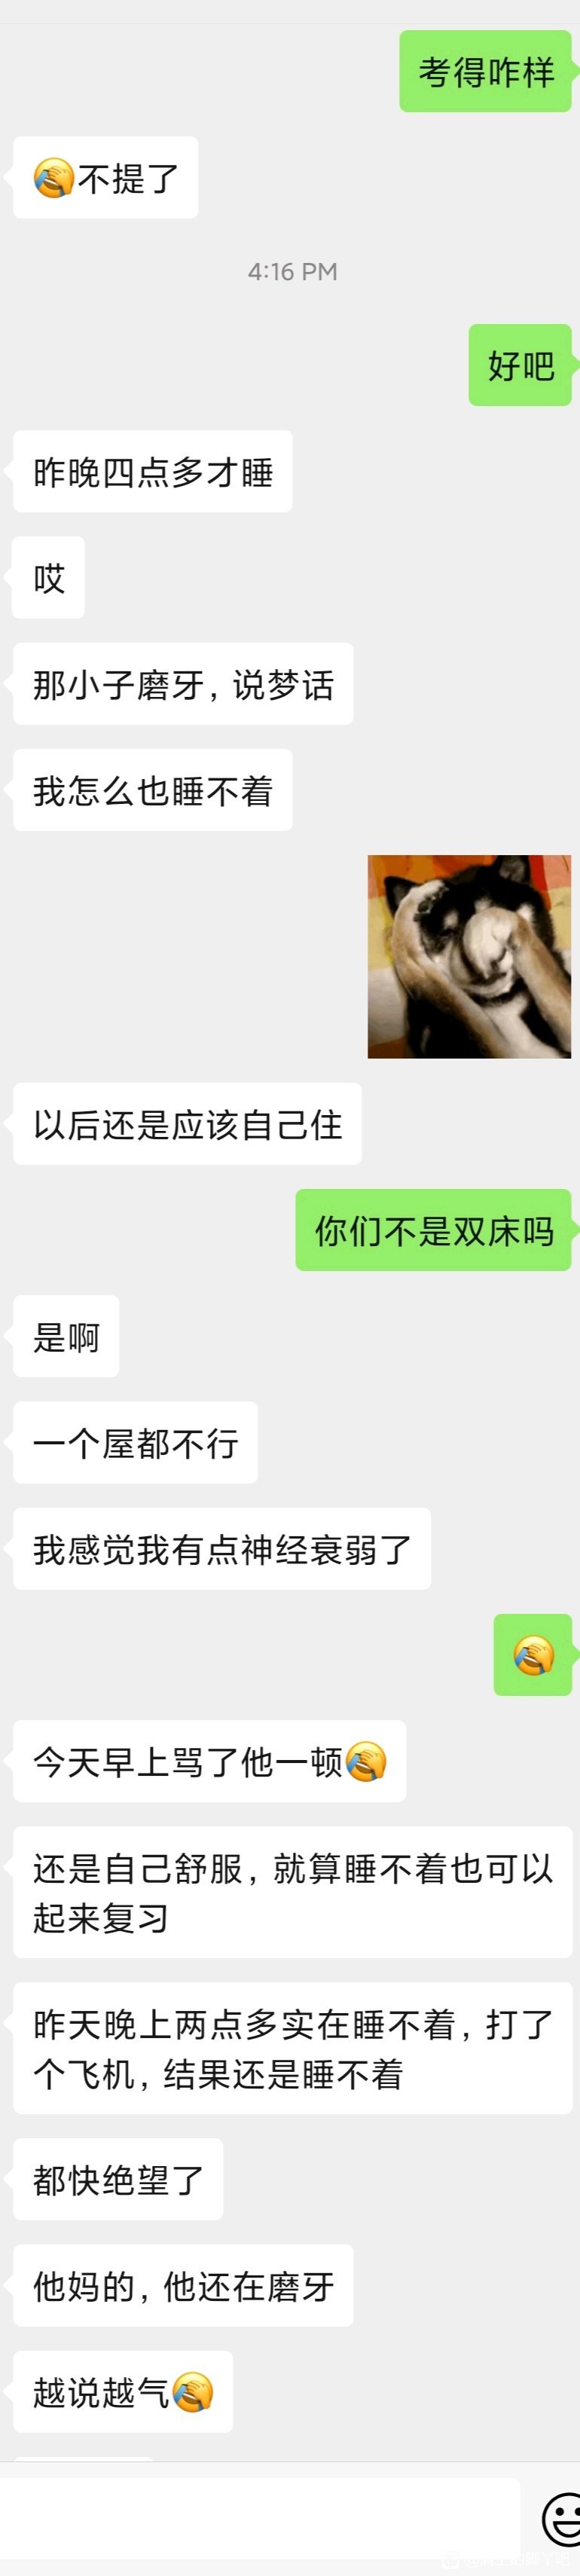 考得咋样
🤦不提了
4:16 PM
好吧
昨晚四点多才睡
哎
那小子磨牙，说梦话
我怎么也睡不着
以后还是应该自己住
你们不是双床吗
是啊
一个屋都不行
我感觉我有点神经衰弱了
🤦
今天早上骂了他一顿🤦
还是自己舒服，就算睡不着也可以
起来复习
昨天晚上两点多实在睡不着，打了
个飞机，结果还是睡不着
都快绝望了
他妈的，他还在磨牙
越说越气🤦